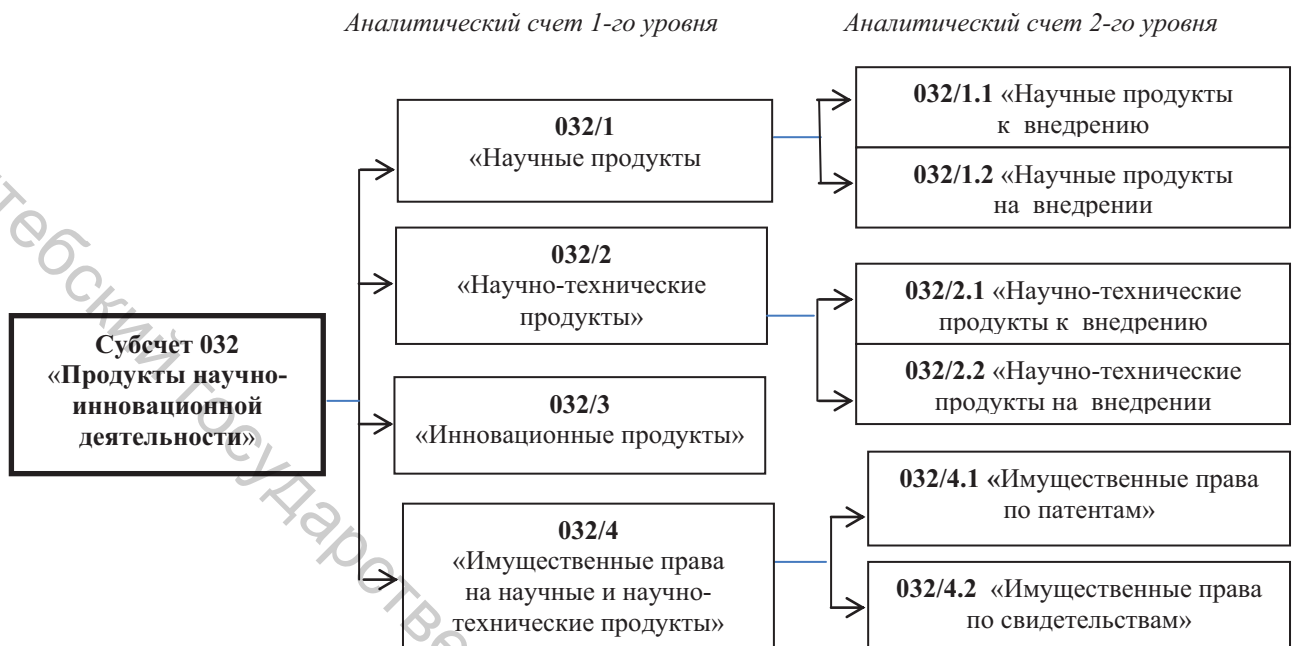 Аналитический счет 1-го уровня
Аналитический счет 2-го уровня
Субсчет 032
«Продукты научно-
инновационной
деятельности»
032/1
«Научные продукты
032/2
«Научно-технические
продукты»
032/3
«Инновационные продукты»
032/4
«Имущественные права
на научные и научно-
технические продукты»
032/1.1 «Научные продукты
к внедрению
032/1.2 «Научные продукты
на внедрении
032/2.1 «Научно-технические
продукты к внедрению
032/2.2 «Научно-технические
продукты на внедрении
032/4.1 «Имущественные права
по патентам»
032/4.2 «Имущественные права
по свидетельствам»